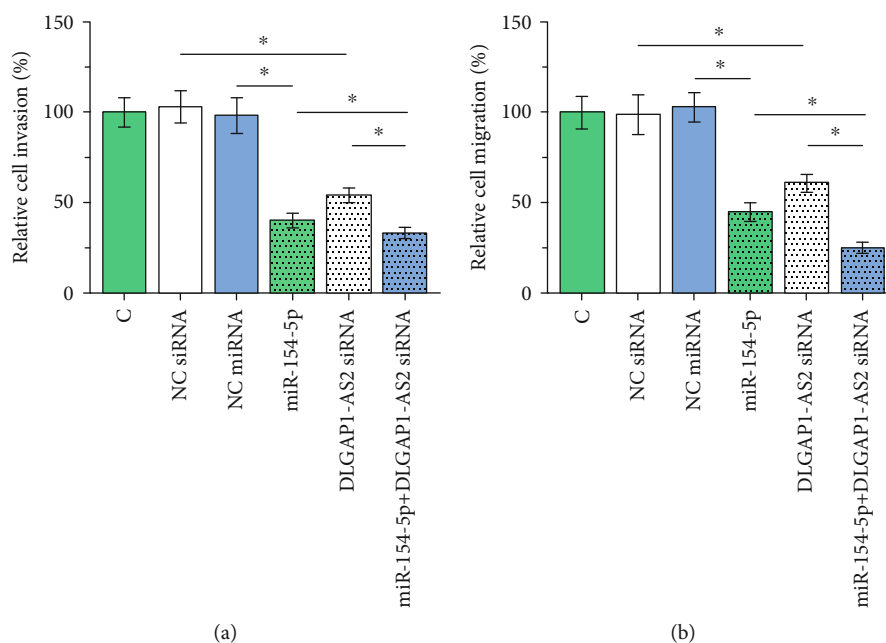 150
100
50
0
Relative cell invasion (%)
*
*
*
*
C
NC siRNA
NC miRNA
miR-154-5p
DLGAP1-AS2 siRNA
miR-154-5p+DLGAP1-AS2 siRNA
(a)
150
100
50
0
Relative cell migration (%)
*
*
*
*
C
NC siRNA
NC miRNA
miR-154-5p
DLGAP1-AS2 siRNA
miR-154-5p+DLGAP1-AS2 siRNA
(b)